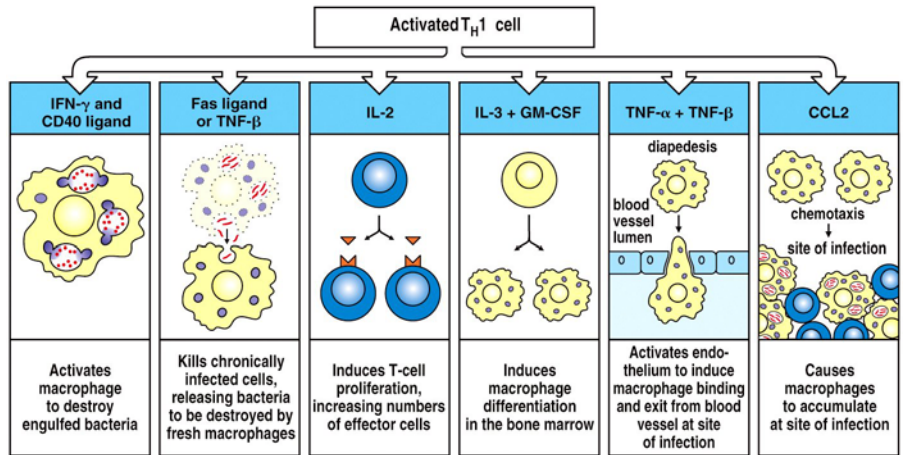 Activated T_H1 cell
IFN-γ and
CD40 ligand
Activates
macrophage
to destroy
engulfed bacteria
Fas ligand
or TNF-β
Kills chronically
infected cells,
releasing bacteria
to be destroyed by
fresh macrophages
IL-2
Induces T-cell
proliferation,
increasing numbers
of effector cells
IL-3 + GM-CSF
Induces
macrophage
differentiation
in the bone marrow
TNF-α + TNF-β
diapedesis
blood
vessel
lumen
Activates endo-
thelium to induce
macrophage binding
and exit from blood
vessel at site
of infection
CCL2
chemotaxis
site of infection
Causes
macrophages
to accumulate
at site of infection